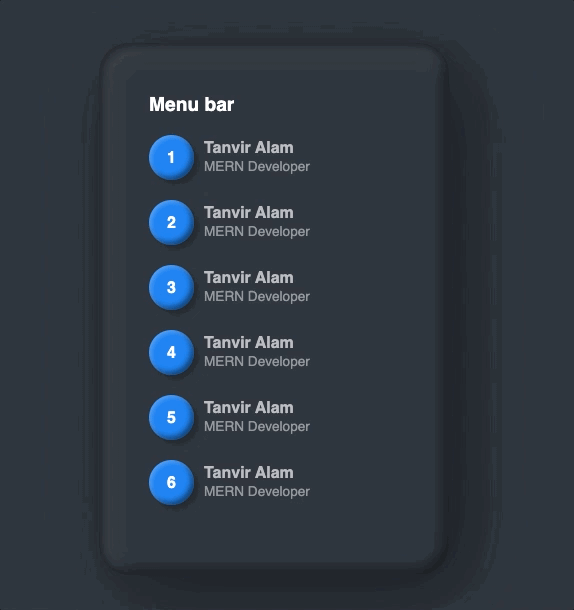 Menu bar
1
Tanvir Alam
MERN Developer
2
Tanvir Alam
MERN Developer
3
Tanvir Alam
MERN Developer
4
Tanvir Alam
MERN Developer
5
Tanvir Alam
MERN Developer
6
Tanvir Alam
MERN Developer